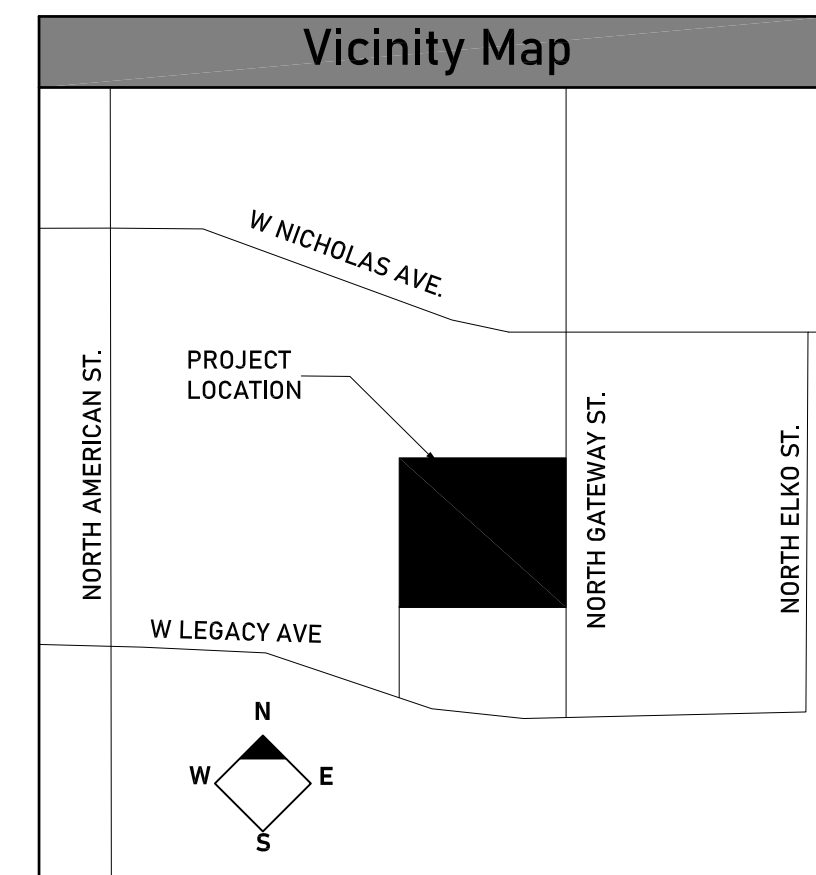 Vicinity Map
W NICHOLAS AVE.
PROJECT
LOCATION
NORTH AMERICAN ST.
NORTH GATEWAY ST.
NORTH ELKO ST.
W LEGACY AVE
N
W
E
S